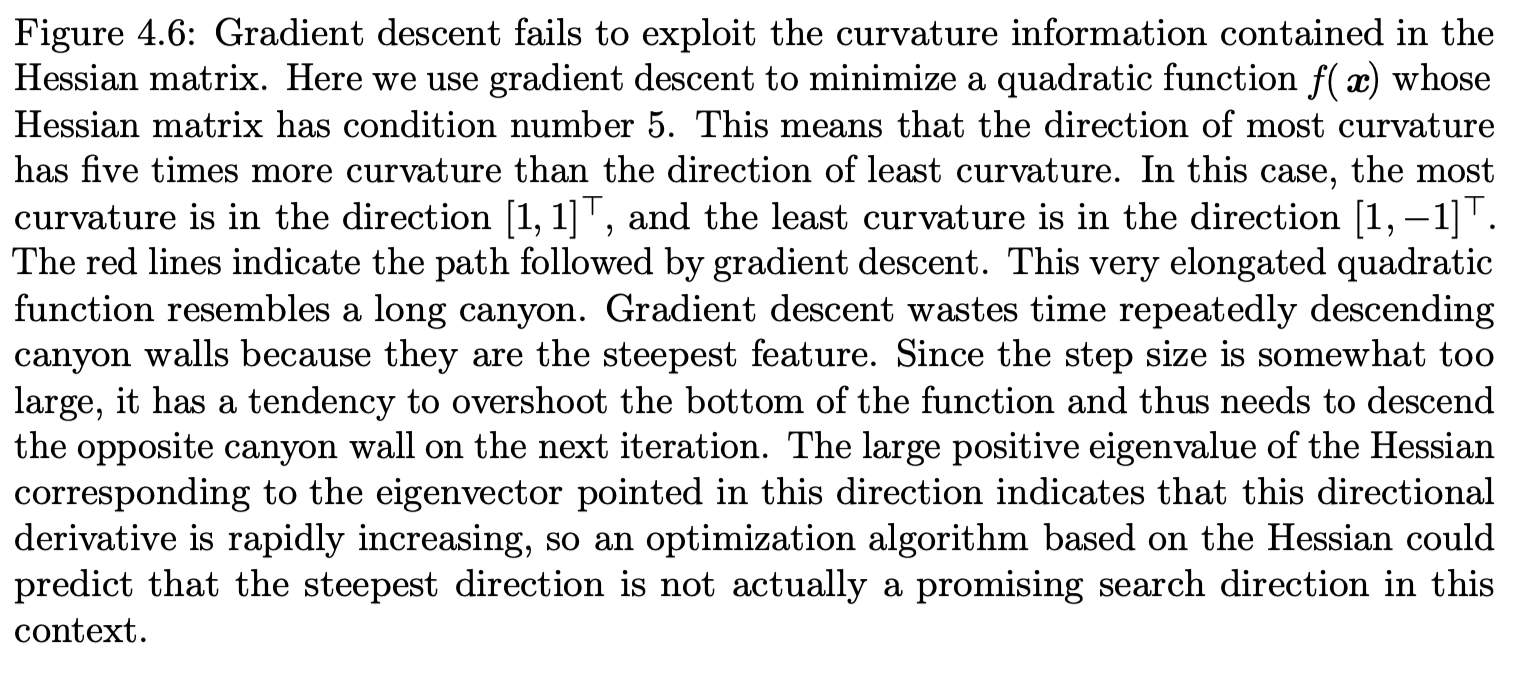 Figure 4.6: Gradient descent fails to exploit the curvature information contained in the
Hessian matrix. Here we use gradient descent to minimize a quadratic function f( x) whose
Hessian matrix has condition number 5. This means that the direction of most curvature
has five times more curvature than the direction of least curvature. In this case, the most
curvature is in the direction [1, 1]⊤, and the least curvature is in the direction [1, −1]⊤.
The red lines indicate the path followed by gradient descent. This very elongated quadratic
function resembles a long canyon. Gradient descent wastes time repeatedly descending
canyon walls because they are the steepest feature. Since the step size is somewhat too
large, it has a tendency to overshoot the bottom of the function and thus needs to descend
the opposite canyon wall on the next iteration. The large positive eigenvalue of the Hessian
corresponding to the eigenvector pointed in this direction indicates that this directional
derivative is rapidly increasing, so an optimization algorithm based on the Hessian could
predict that the steepest direction is not actually a promising search direction in this
context.